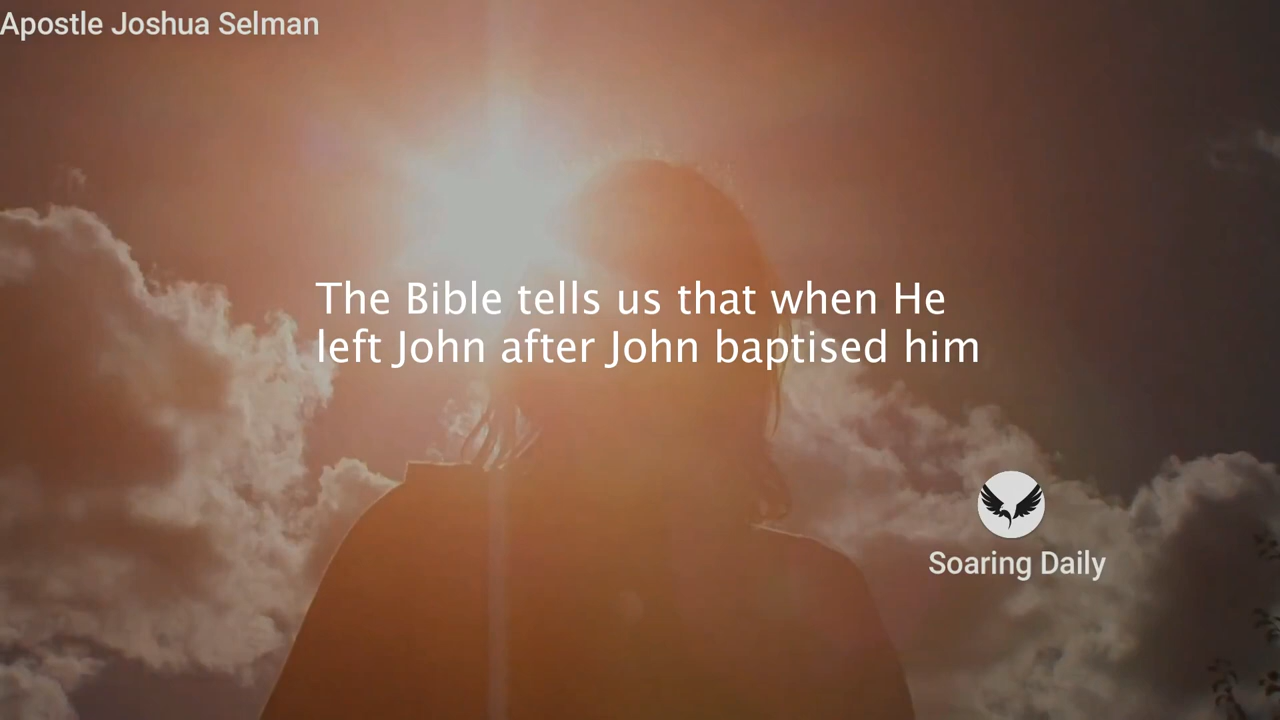 Apostle Joshua Selman
The Bible tells us that when He
left John after John baptised him
Soaring Daily